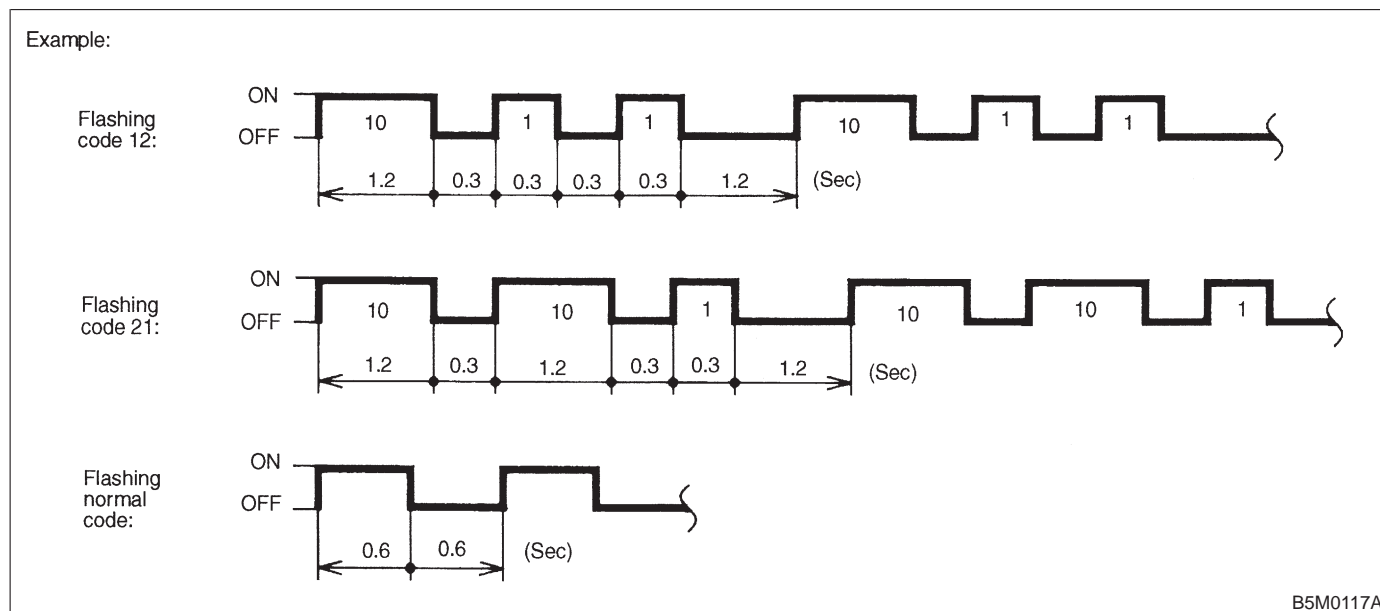 Example:
Flashing
code 12:
ON
OFF
10
1
1
10
1
1
1.2
0.3
0.3
0.3
0.3
1.2
(Sec)
Flashing
code 21:
ON
OFF
10
10
1
10
10
1
1.2
0.3
1.2
0.3
0.3
1.2
(Sec)
Flashing
normal
code:
ON
OFF
0.6
0.6
(Sec)
B5M0117A